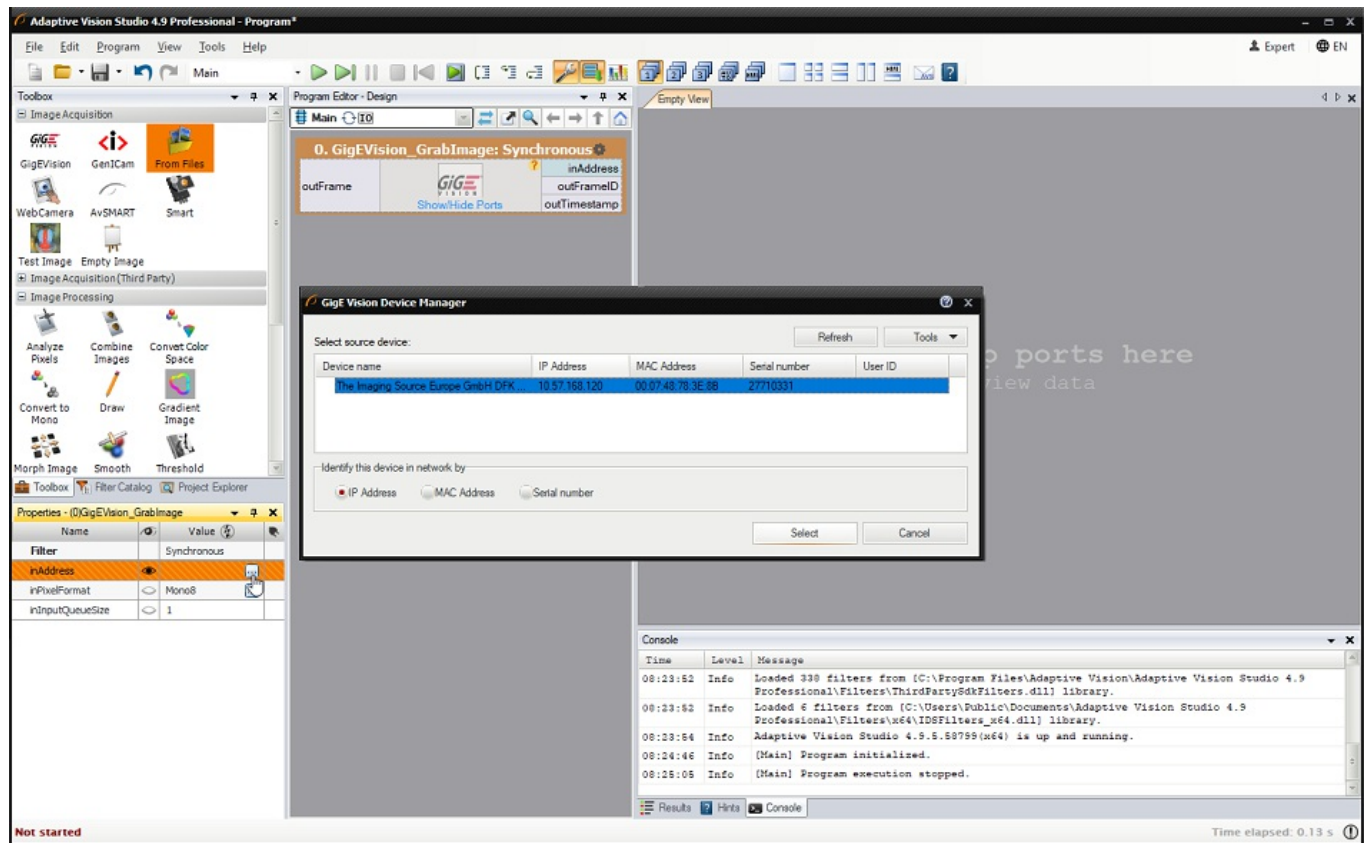 Adaptive Vision Studio 4.9 Professional - Program*
File Edit Program View Tools Help
Expert EN
Main
Toolbox
Image Acquisition
GigEVision GenICam From Files
WebCamera AvSMART Smart
Test Image Empty Image
Image Acquisition(Third Party)
Image Processing
Analyze Pixels
Combine Images
Convet Color Space
Convert to Mono
Draw
Gradient Image
Morph Image Smooth Threshold
Toolbox Filter Catalog Project Explorer
Properties - (0)GigEVision_GrabImage
Name Value
Filter Synchronous
inAddress
inPixelFormat Mono8
inInputQueueSize 1
Program Editor - Design
Main IO
0. GigEVision_GrabImage: Synchronous
inAddress
outFrame GiGE VISION outFrameID
Show/Hide Ports outTimestamp
Empty View
ports here
view data
GigE Vision Device Manager
Select source device:
Refresh Tools
Device name IP Address MAC Address Serial number User ID
The Imaging Source Europe GmbH DFK ... 10.57.168.120 00:07:48:78:3E:8B 27710331
Identify this device in network by
IP Address MAC Address Serial number
Select Cancel
Console
Time Level Message
08:23:52 Info Loaded 338 filters from [C:\Program Files\Adaptive Vision\Adaptive Vision Studio 4.9
Professional\Filters\ThirdPartySdkFilters.dll] library.
08:23:52 Info Loaded 6 filters from [C:\Users\Public\Documents\Adaptive Vision Studio 4.9
Professional\Filters\x64\IDSFilters_x64.dll] library.
08:23:54 Info Adaptive Vision Studio 4.9.5.58799(x64) is up and running.
08:24:46 Info [Main] Program initialized.
08:25:05 Info [Main] Program execution stopped.
Results Hints Console
Not started
Time elapsed: 0.13 s